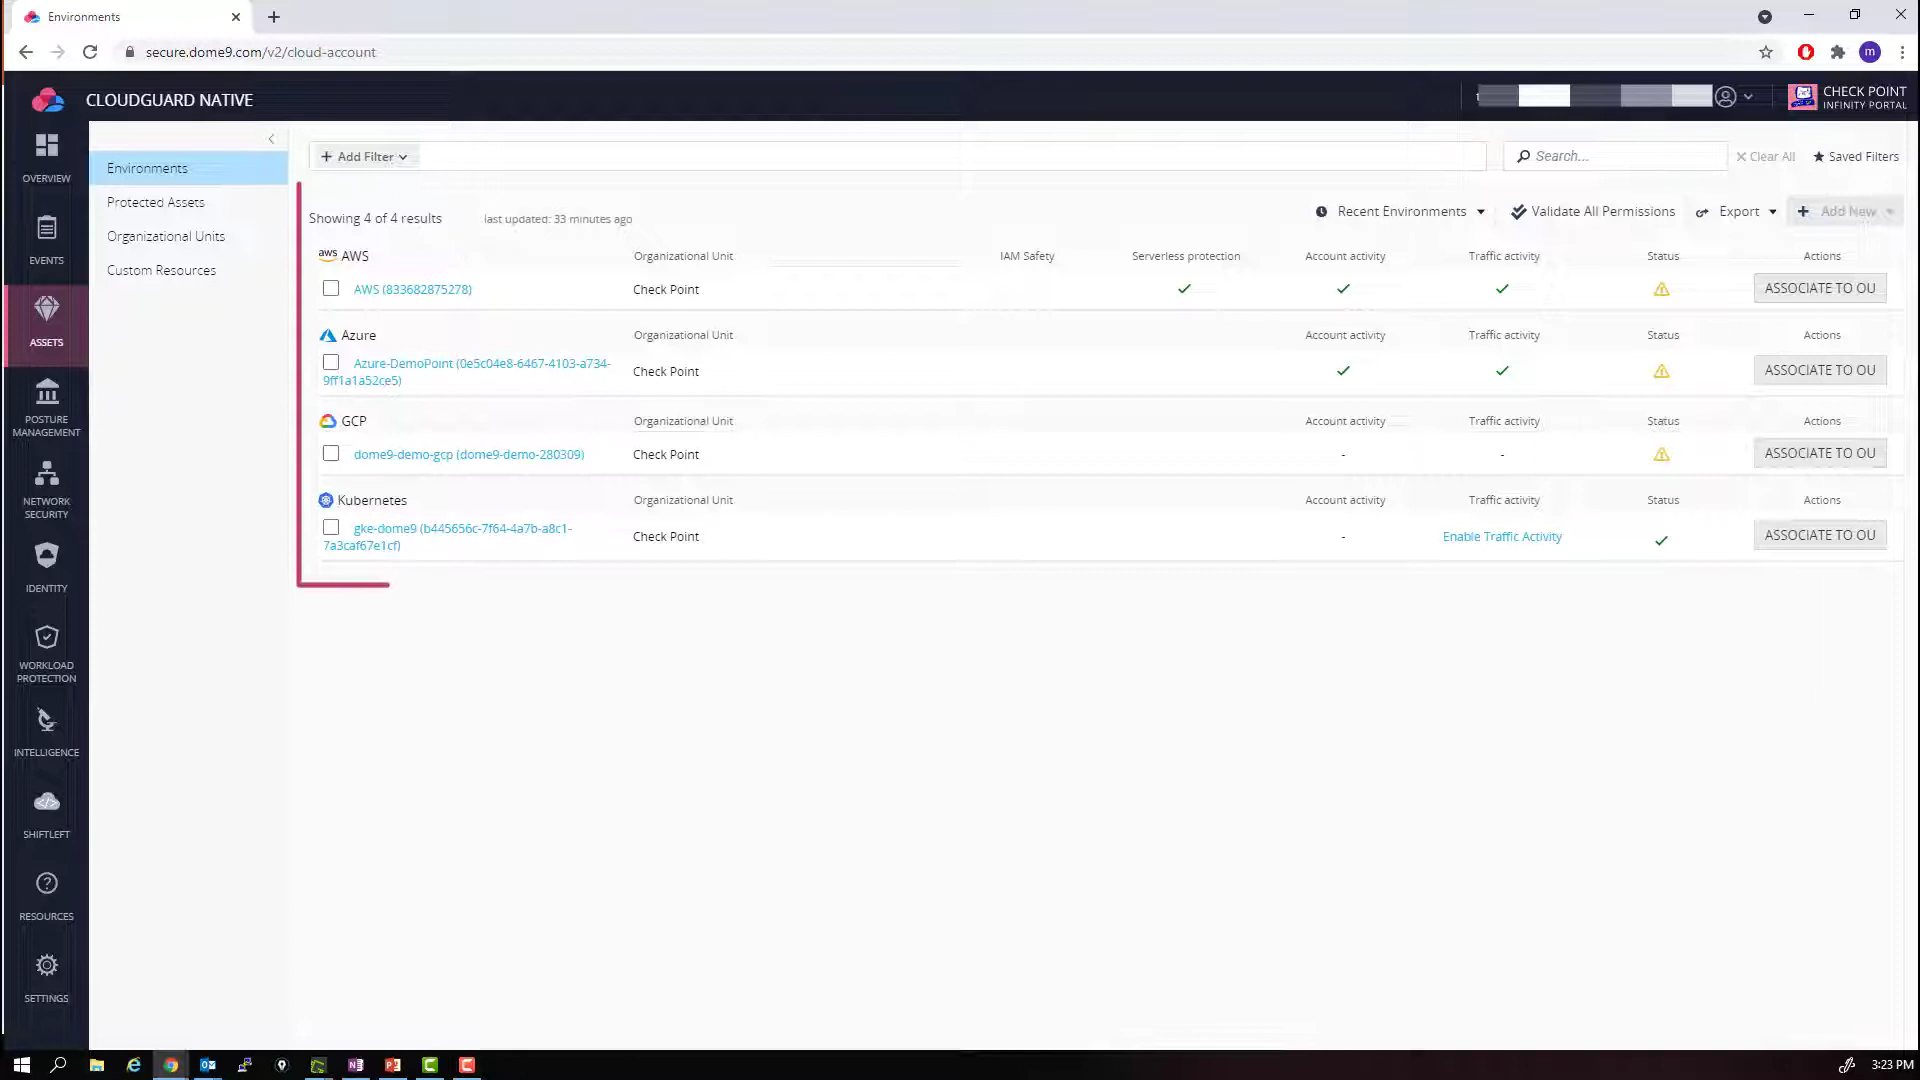 Environments
secure.dome9.com/v2/cloud-account
m
CLOUDGUARD NATIVE
CHECK POINT
INFINITY PORTAL
OVERVIEW
EVENTS
ASSETS
POSTURE
MANAGEMENT
NETWORK
SECURITY
IDENTITY
WORKLOAD
PROTECTION
INTELLIGENCE
SHIFTLEFT
RESOURCES
SETTINGS
Environments
Protected Assets
Organizational Units
Custom Resources
+ Add Filter
Search...
Clear All
Saved Filters
Showing 4 of 4 results last updated: 33 minutes ago
Recent Environments Validate All Permissions Export + Add New
aws AWS Organizational Unit IAM Safety Serverless protection Account activity Traffic activity Status Actions
AWS (833682875278) Check Point ASSOCIATE TO OU
Azure Organizational Unit Account activity Traffic activity Status Actions
Azure-DemoPoint (0e5c04e8-6467-4103-a734-
9ff1a1a52ce5) Check Point ASSOCIATE TO OU
GCP Organizational Unit Account activity Traffic activity Status Actions
dome9-demo-gcp (dome9-demo-280309) Check Point - - ASSOCIATE TO OU
Kubernetes Organizational Unit Account activity Traffic activity Status Actions
gke-dome9 (b445656c-7f64-4a7b-a8c1-
7a3caf67e1cf) Check Point - Enable Traffic Activity ASSOCIATE TO OU
3:23 PM